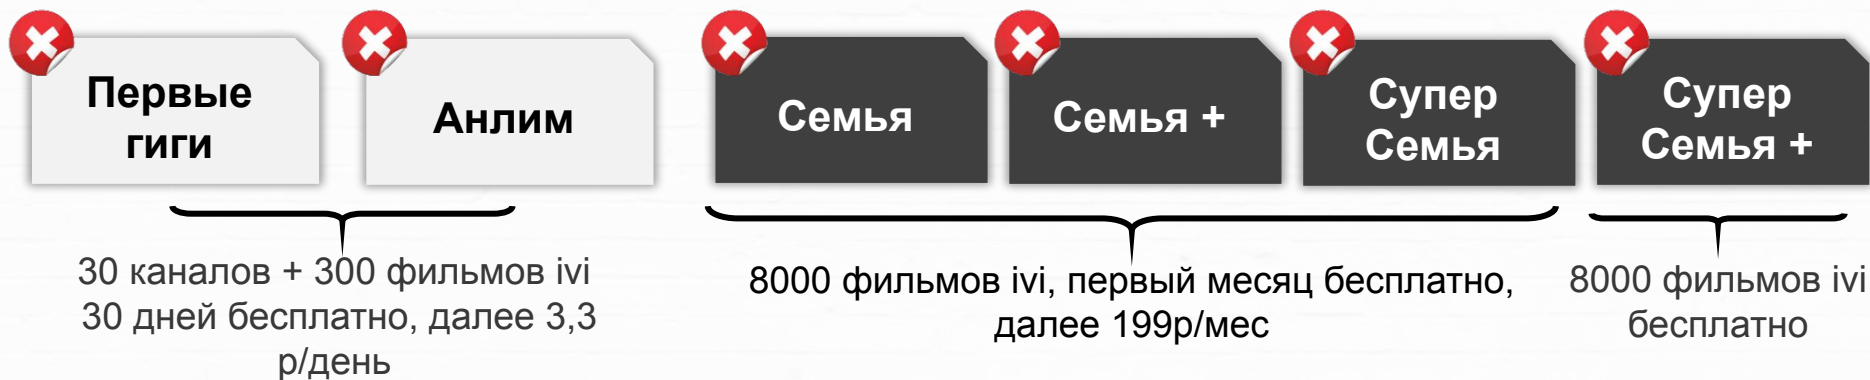 Первые
гиги
Анлим
Семья
Семья +
Супер
Семья
Супер
Семья +
30 каналов + 300 фильмов ivi
30 дней бесплатно, далее 3,3
р/день
8000 фильмов ivi, первый месяц бесплатно,
далее 199р/мес
8000 фильмов ivi
бесплатно